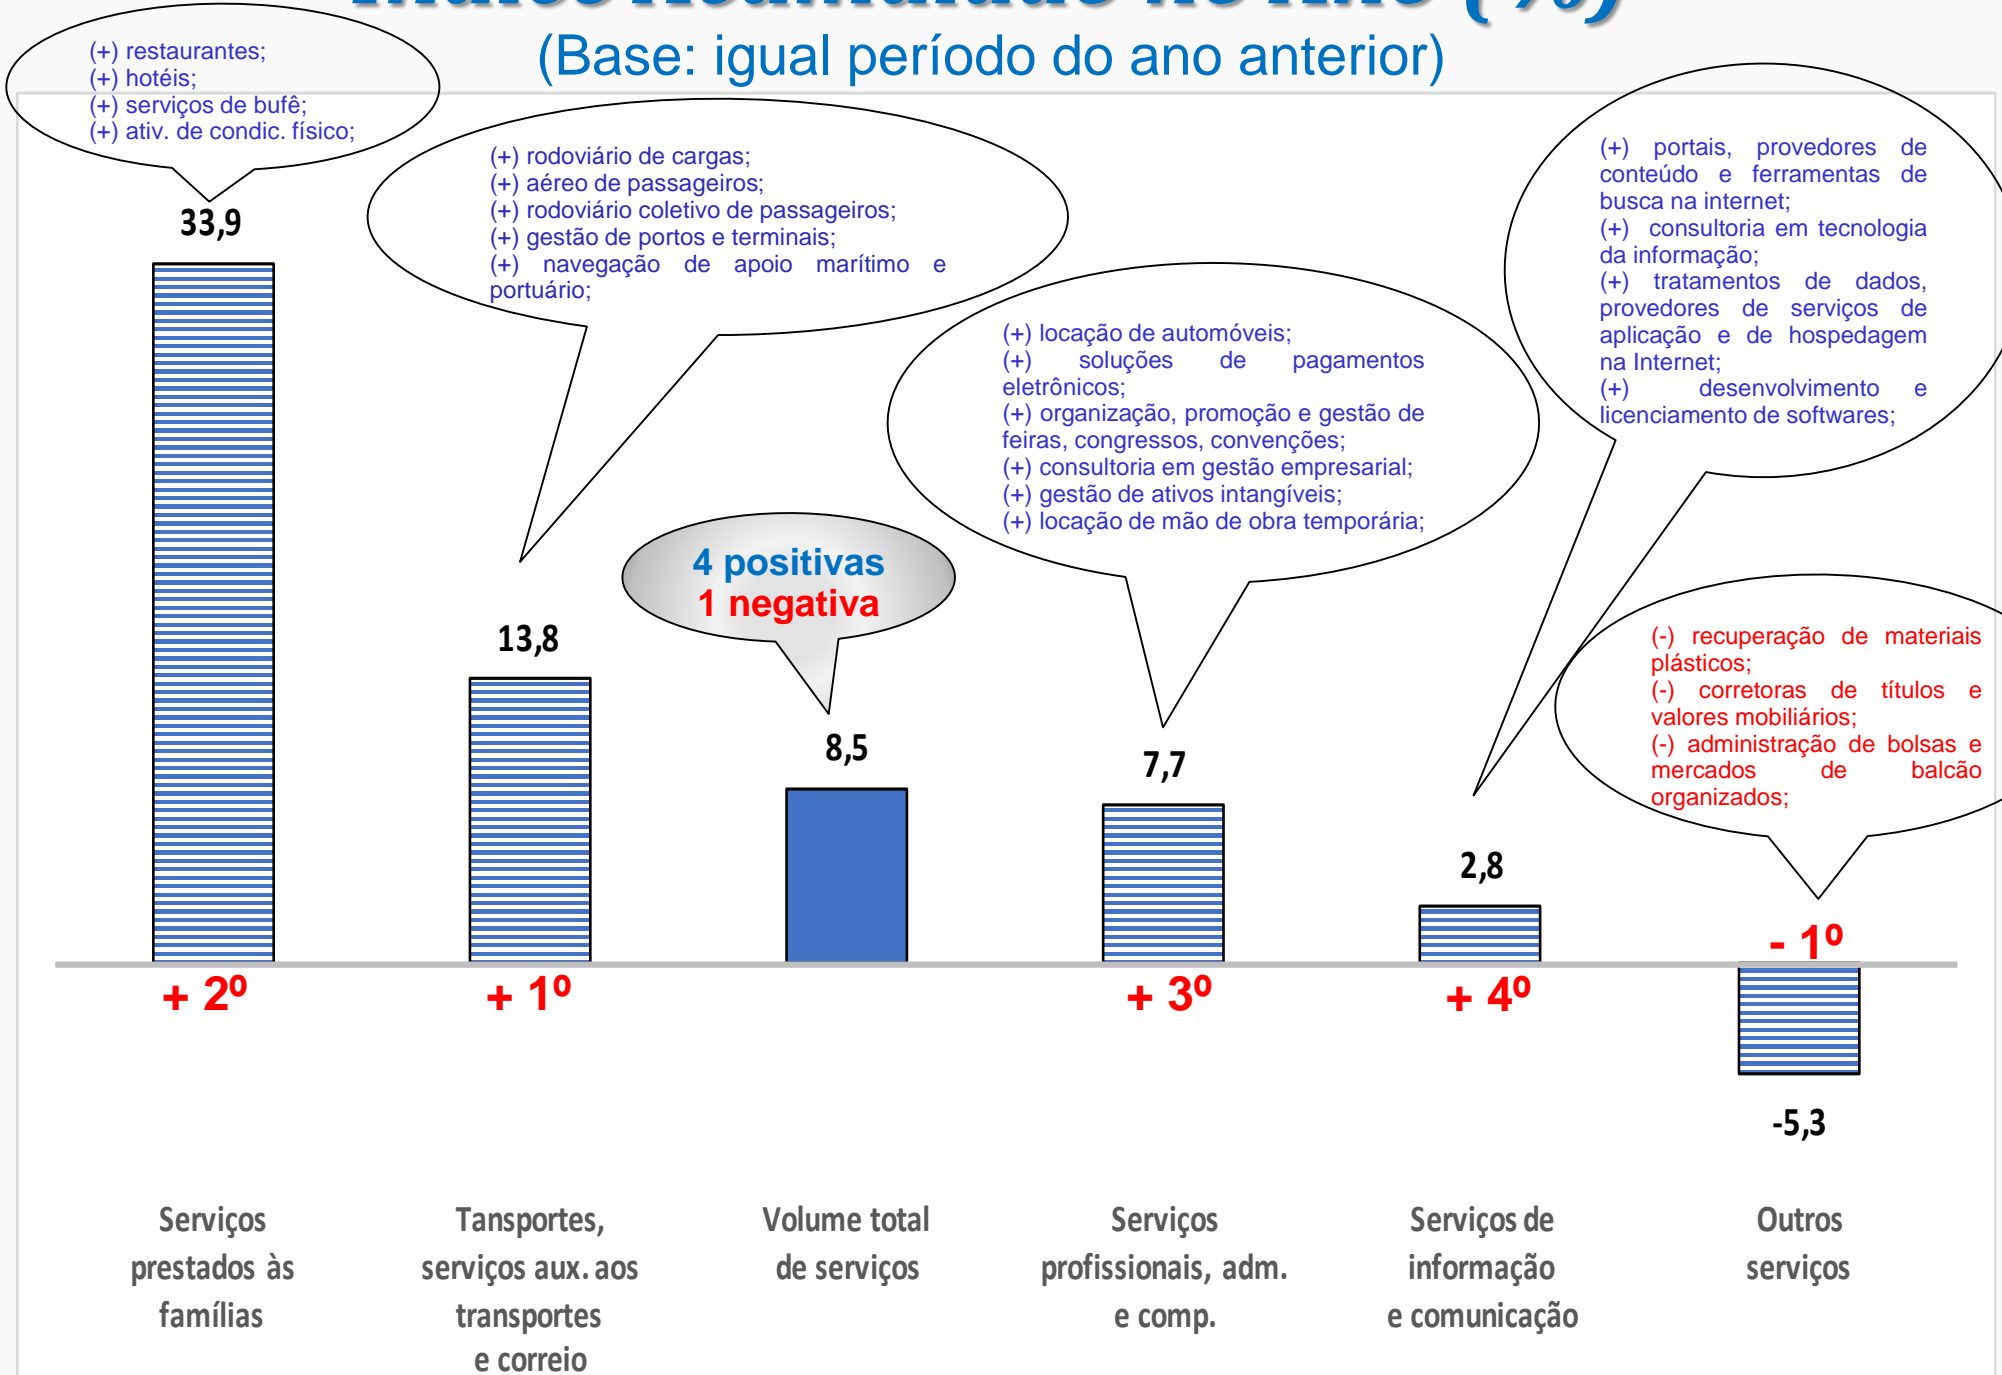 (Base: igual período do ano anterior)
(+) restaurantes;
(+) hotéis;
(+) serviços de bufê;
(+) ativ. de condic. físico;
(+) rodoviário de cargas;
(+) aéreo de passageiros;
(+) rodoviário coletivo de passageiros;
(+) gestão de portos e terminais;
(+) navegação de apoio marítimo e
portuário;
(+) locação de automóveis;
(+) soluções de pagamentos
eletrônicos;
(+) organização, promoção e gestão de
feiras, congressos, convenções;
(+) consultoria em gestão empresarial;
(+) gestão de ativos intangíveis;
(+) locação de mão de obra temporária;
(+) portais, provedores de
conteúdo e ferramentas de
busca na internet;
(+) consultoria em tecnologia
da informação;
(+) tratamentos de dados,
provedores de serviços de
aplicação e de hospedagem
na Internet;
(+) desenvolvimento e
licenciamento de softwares;
(-) recuperação de materiais
plásticos;
(-) corretoras de títulos e
valores mobiliários;
(-) administração de bolsas e
mercados de balcão
organizados;
4 positivas
1 negativa
33,9
13,8
8,5
7,7
2,8
-5,3
+ 2º
+ 1º
+ 3º
+ 4º
- 1º
Serviços
prestados às
famílias
Tansportes,
serviços aux. aos
transportes
e correio
Volume total
de serviços
Serviços
profissionais, adm.
e comp.
Serviços de
informação
e comunicação
Outros
serviços